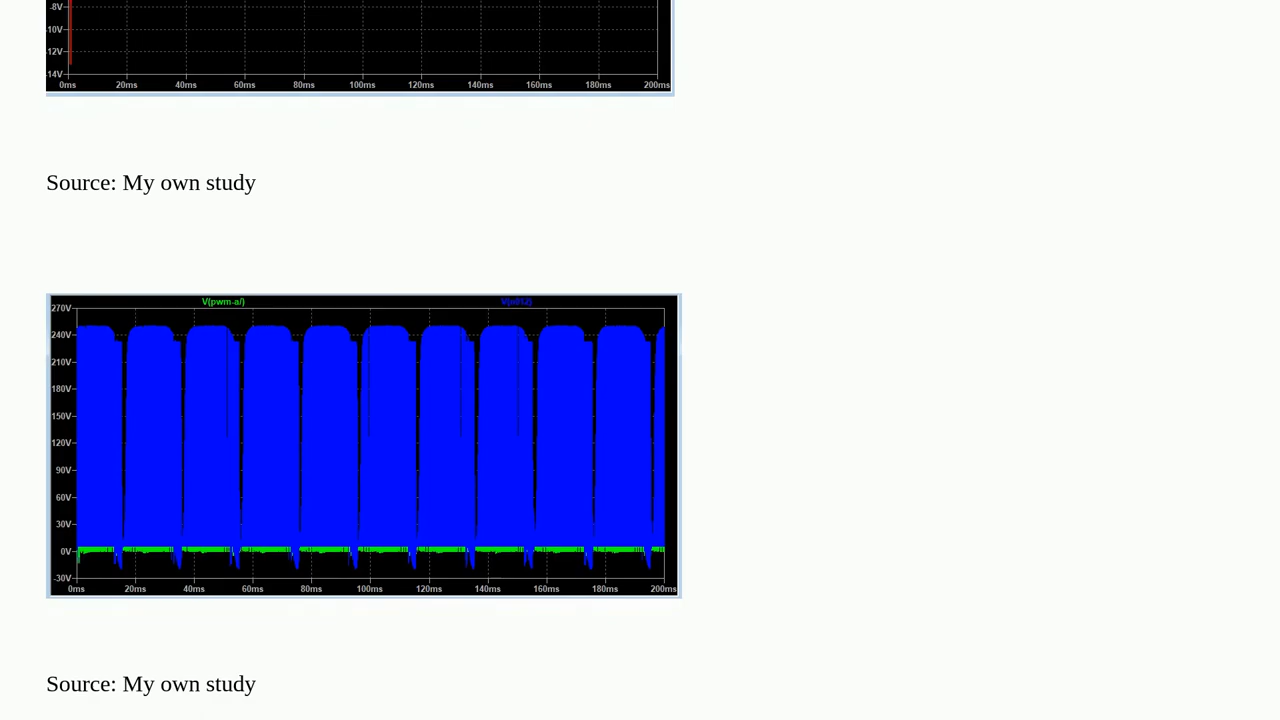 -8V
-10V
-12V
-14V
0ms 20ms 40ms 60ms 80ms 100ms 120ms 140ms 160ms 180ms 200ms
Source: My own study
V(pwm-a/)
270V
240V
210V
180V
150V
120V
90V
60V
30V
0V
-30V
0ms 20ms 40ms 60ms 80ms 100ms 120ms 140ms 160ms 180ms 200ms
Source: My own study